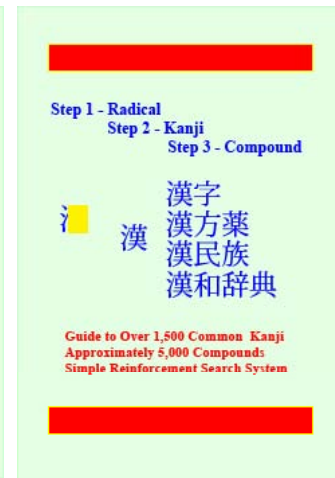 Step 1 - Radical
Step 2 - Kanji
Step 3 - Compound
氵
漢
漢字
漢方薬
漢民族
漢和辞典
Guide to Over 1,500 Common Kanji
Approximately 5,000 Compounds
Simple Reinforcement Search System